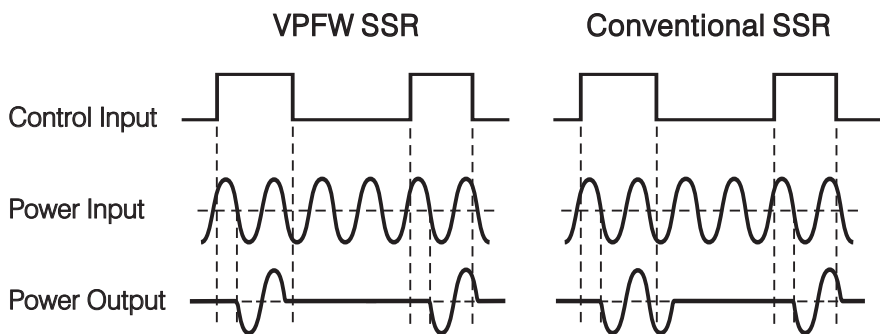 VPFW SSR
Conventional SSR
Control Input
Power Input
Power Output